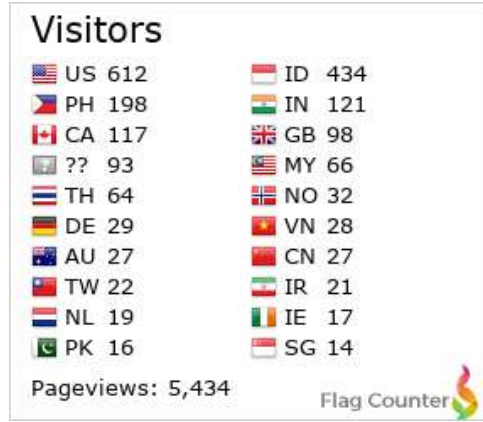 Visitors
US 612 ID 434
PH 198 IN 121
CA 117 GB 98
?? 93 MY 66
TH 64 NO 32
DE 29 VN 28
AU 27 CN 27
TW 22 IR 21
NL 19 IE 17
PK 16 SG 14
Pageviews: 5,434
Flag Counter